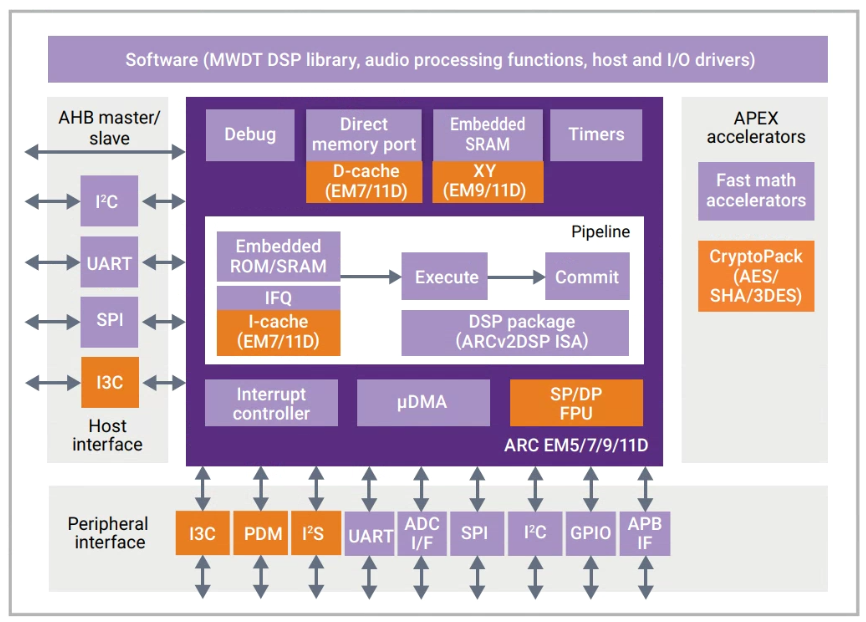 Software (MWDT DSP library, audio processing functions, host and I/O drivers)
AHB master/
slave
I²C
UART
SPI
I3C
Host
interface
Debug
Direct
memory port
D-cache
(EM7/11D)
Embedded
SRAM
XY
(EM9/11D)
Timers
Pipeline
Embedded
ROM/SRAM
IFQ
I-cache
(EM7/11D)
Execute
Commit
DSP package
(ARCv2DSP ISA)
Interrupt
controller
µDMA
SP/DP
FPU
ARC EM5/7/9/11D
APEX
accelerators
Fast math
accelerators
CryptoPack
(AES/
SHA/3DES)
Peripheral
interface
I3C
PDM
I²S
UART
ADC
I/F
SPI
I²C
GPIO
APB
IF